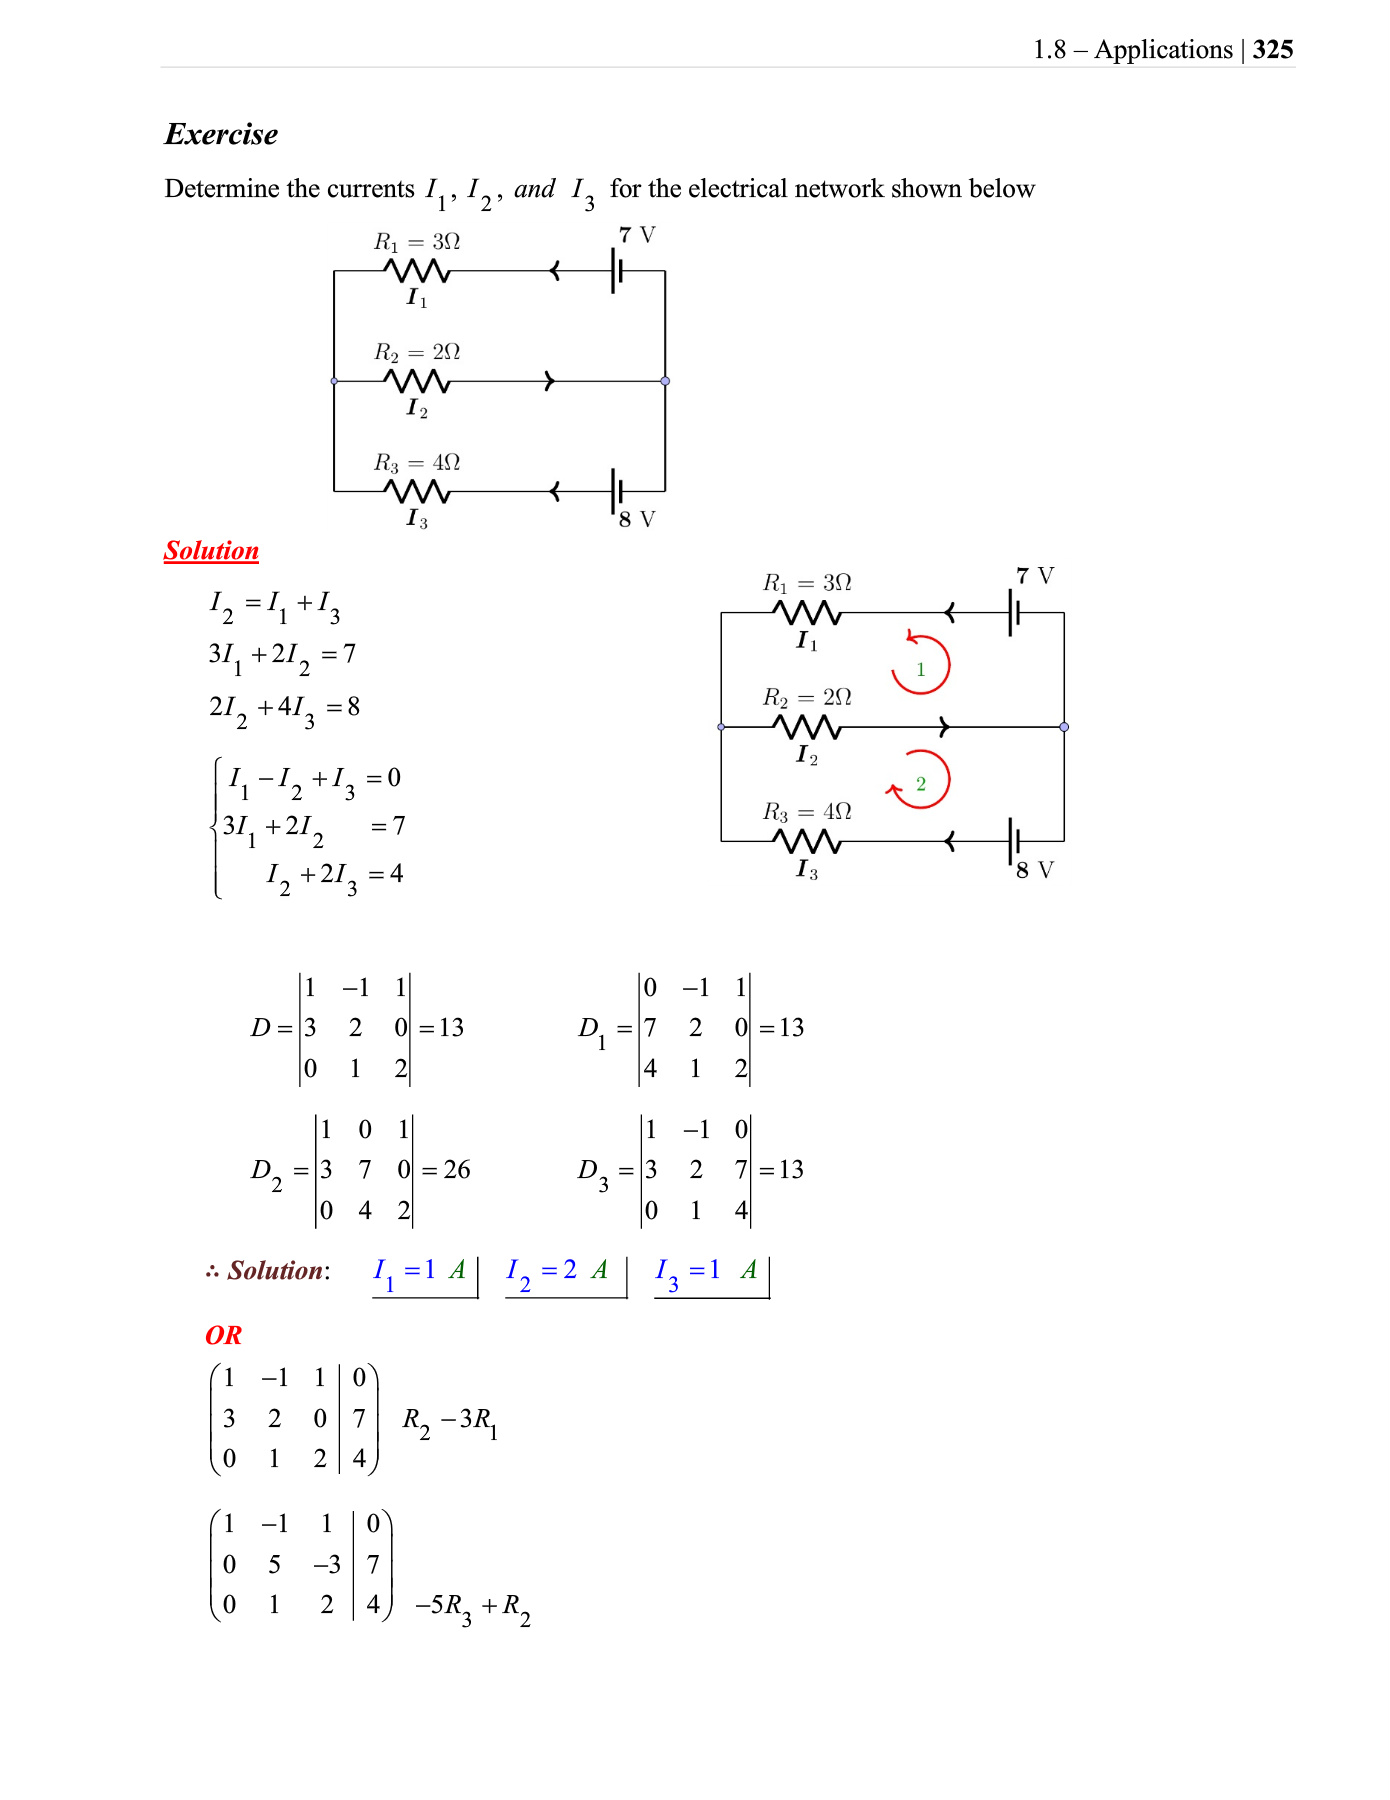 1.8 – Applications | 325
Exercise
Determine the currents I₁, I₂, and I₃ for the electrical network shown below
R₁ = 3Ω
7 V
I₁
R₂ = 2Ω
I₂
R₃ = 4Ω
I₃
8 V
Solution
I₂ = I₁ + I₃
3I₁ + 2I₂ = 7
2I₂ + 4I₃ = 8
{ I₁ − I₂ + I₃ = 0
3I₁ + 2I₂ = 7
I₂ + 2I₃ = 4
R₁ = 3Ω
7 V
I₁
1
R₂ = 2Ω
I₂
2
R₃ = 4Ω
I₃
8 V
|1 −1 1|
D = |3 2 0| = 13
|0 1 2|
|0 −1 1|
D₁ = |7 2 0| = 13
|4 1 2|
|1 0 1|
D₂ = |3 7 0| = 26
|0 4 2|
|1 −1 0|
D₃ = |3 2 7| = 13
|0 1 4|
∴ Solution: I₁ = 1 A | I₂ = 2 A | I₃ = 1 A |
OR
(1 −1 1 | 0)
3 2 0 | 7 R₂ − 3R₁
0 1 2 | 4
(1 −1 1 | 0)
0 5 −3 | 7
0 1 2 | 4 −5R₃ + R₂